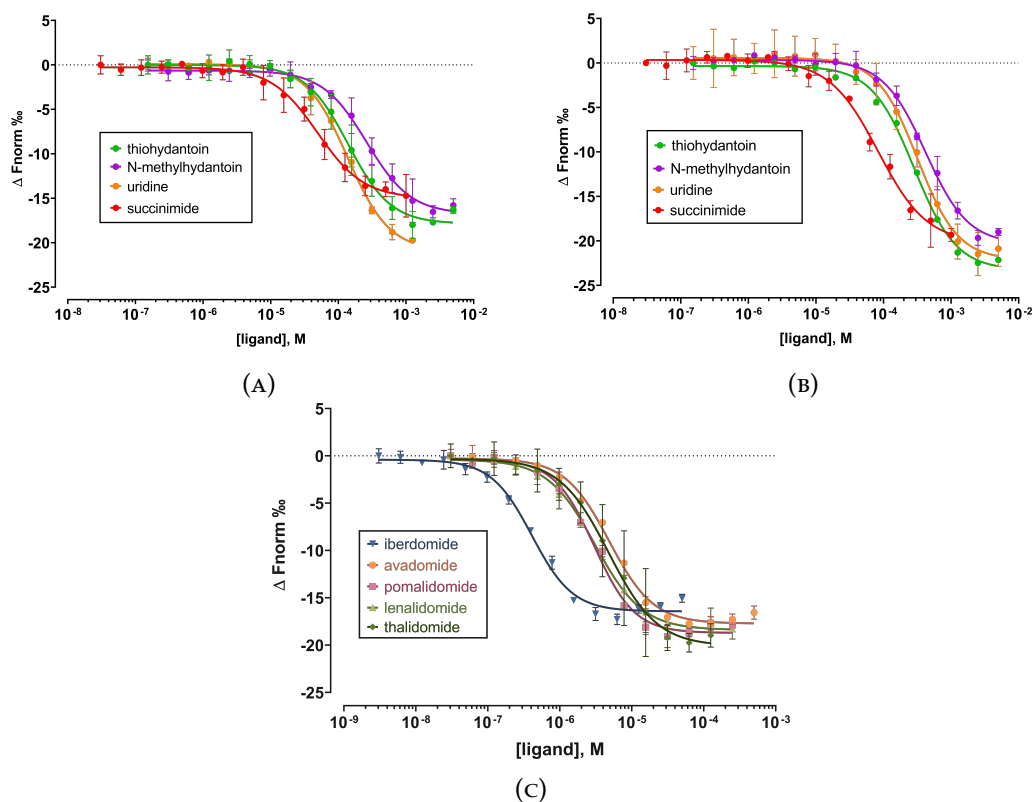 5
0
-5
-10
-15
-20
-25
Δ Fnorm ‰
thiohydantoin
N-methylhydantoin
uridine
succinimide
10⁻⁸ 10⁻⁷ 10⁻⁶ 10⁻⁵ 10⁻⁴ 10⁻³ 10⁻²
[ligand], M
(A)
5
0
-5
-10
-15
-20
-25
Δ Fnorm ‰
thiohydantoin
N-methylhydantoin
uridine
succinimide
10⁻⁸ 10⁻⁷ 10⁻⁶ 10⁻⁵ 10⁻⁴ 10⁻³ 10⁻²
[ligand], M
(B)
5
0
-5
-10
-15
-20
-25
Δ Fnorm ‰
iberdomide
avadomide
pomalidomide
lenalidomide
thalidomide
10⁻⁹ 10⁻⁸ 10⁻⁷ 10⁻⁶ 10⁻⁵ 10⁻⁴ 10⁻³
[ligand], M
(C)